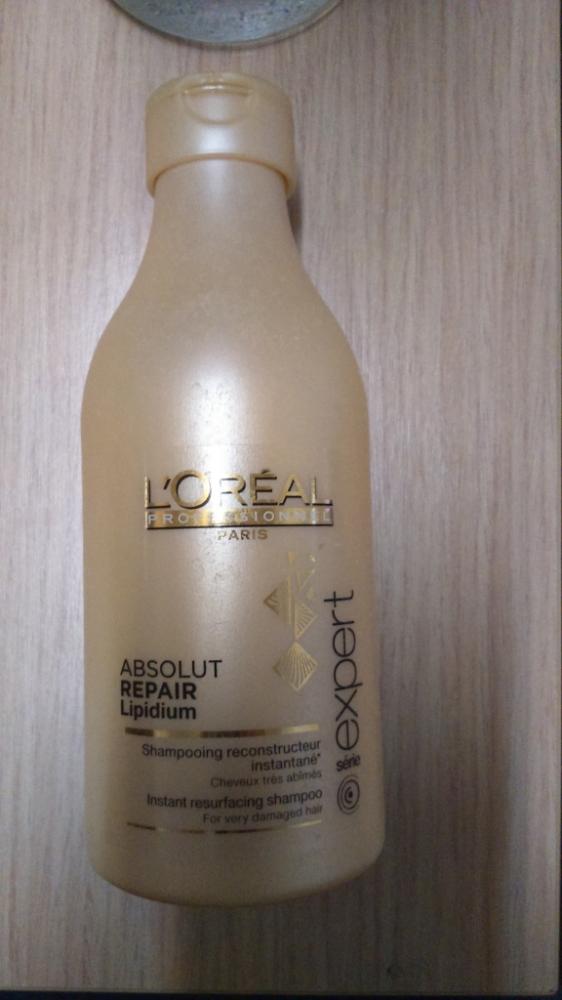 L'ORÉAL
PROFESSIONNEL
PARIS
ABSOLUT
REPAIR
Lipidium
Shampooing reconstructeur
instantané*
Cheveux très abîmés
Instant resurfacing shampoo
For very damaged hair
série expert